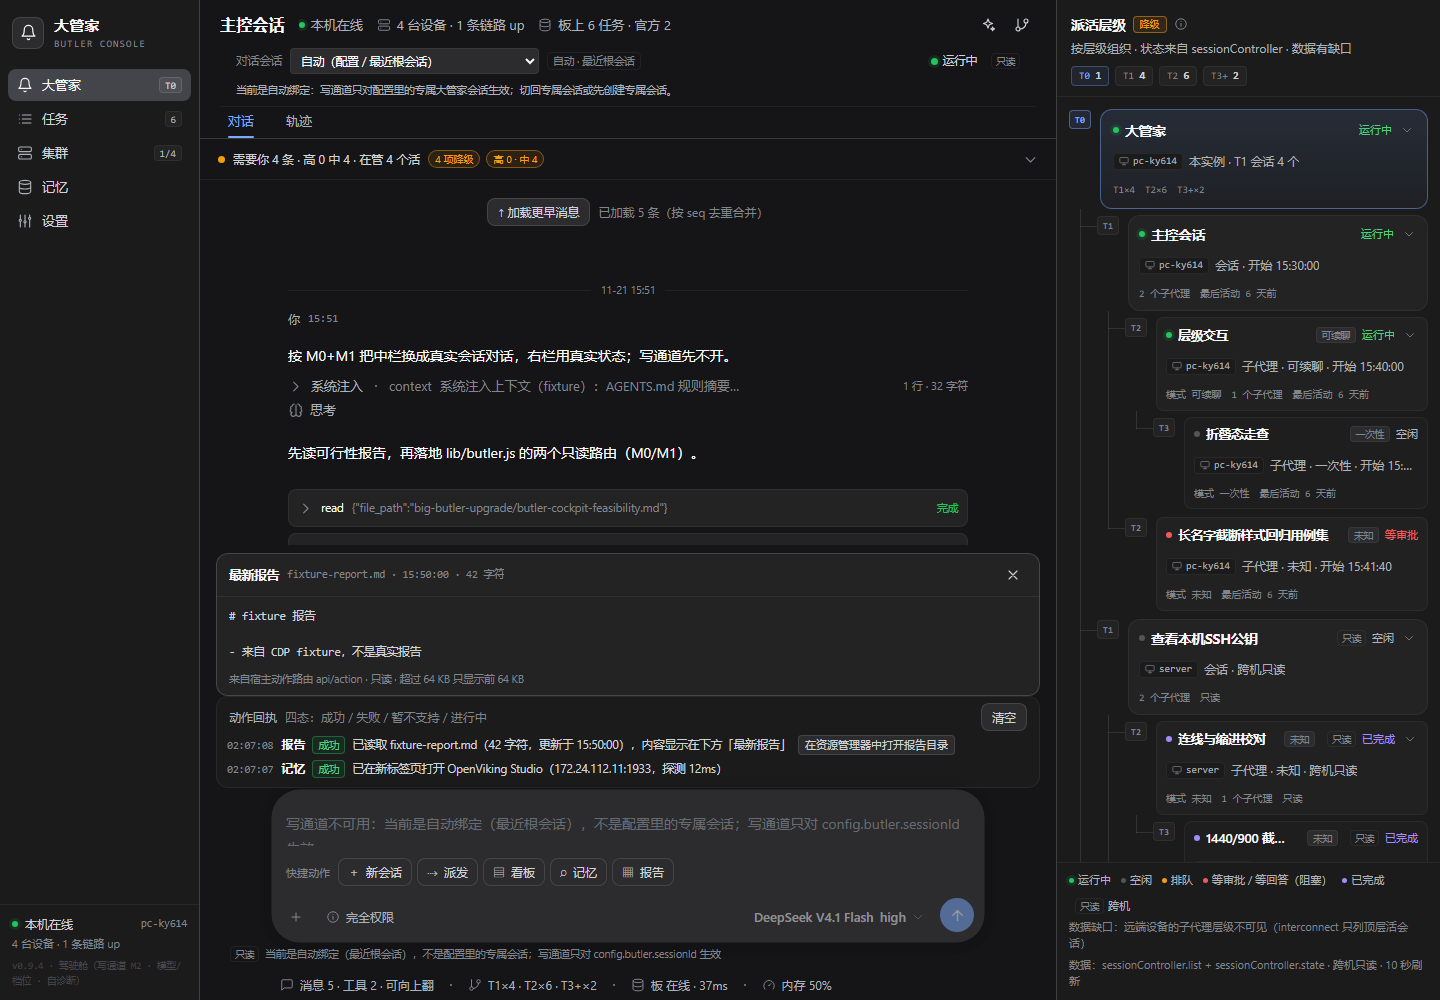 大管家
BUTLER CONSOLE
大管家 T0
任务 6
集群 1/4
记忆
设置
本机在线 pc-ky614
4 台设备 · 1 条链路 up
v0.9.4 · 驾驶舱（写通道 M2 · 模型/档位 · 自诊断）
主控会话 本机在线 4 台设备 · 1 条链路 up 板上 6 任务 · 官方 2
对话会话 自动（配置 / 最近根会话） 自动 · 最近根会话 运行中 只读
当前是自动绑定：写通道只对配置里的专属大管家会话生效；切回专属会话或先创建专属会话。
对话 轨迹
需要你 4 条 · 高 0 中 4 · 在管 4 个活 4 项降级 高 0 · 中 4
↑ 加载更早消息 已加载 5 条（按 seq 去重合并）
11-21 15:51
你 15:51
按 M0+M1 把中栏换成真实会话对话，右栏用真实状态；写通道先不开。
系统注入 · context 系统注入上下文（fixture）：AGENTS.md 规则摘要... 1 行 · 32 字符
思考
先读可行性报告，再落地 lib/butler.js 的两个只读路由（M0/M1）。
read {"file_path":"big-butler-upgrade/butler-cockpit-feasibility.md"} 完成
最新报告 fixture-report.md · 15:50:00 · 42 字符
# fixture 报告
- 来自 CDP fixture，不是真实报告
来自宿主动作路由 api/action · 只读 · 超过 64 KB 只显示前 64 KB
动作回执 四态：成功 / 失败 / 暂不支持 / 进行中 清空
02:07:08 报告 成功 已读取 fixture-report.md（42 字符，更新于 15:50:00），内容显示在下方「最新报告」 在资源管理器中打开报告目录
02:07:07 记忆 成功 已在新标签页打开 OpenViking Studio（172.24.112.11:1933，探测 12ms）
写通道不可用：当前是自动绑定（最近根会话），不是配置里的专属会话；写通道只对 config.butler.sessionId
快捷动作 + 新会话 派发 看板 记忆 报告
+ 完全权限 DeepSeek V4.1 Flash high
只读 当前是自动绑定（最近根会话），不是配置里的专属会话；写通道只对 config.butler.sessionId 生效
消息 5 · 工具 2 · 可向上翻 · T1×4 · T2×6 · T3+×2 · 板 在线 · 37ms · 内存 50%
派活层级 降级
按层级组织 · 状态来自 sessionController · 数据有缺口
T0 1 T1 4 T2 6 T3+ 2
T0 大管家 运行中
pc-ky614 本实例 · T1 会话 4 个
T1×4 T2×6 T3+×2
T1 主控会话 运行中
pc-ky614 会话 · 开始 15:30:00
2 个子代理 最后活动 6 天前
T2 层级交互 可续聊 运行中
pc-ky614 子代理 · 可续聊 · 开始 15:40:00
模式 可续聊 1 个子代理 最后活动 6 天前
T3 折叠态走查 一次性 空闲
pc-ky614 子代理 · 一次性 · 开始 15:...
模式 一次性 最后活动 6 天前
T2 长名字截断样式回归用例集 未知 等审批
pc-ky614 子代理 · 未知 · 开始 15:41:40
模式 未知 最后活动 6 天前
T1 查看本机SSH公钥 只读 空闲
server 会话 · 跨机只读
2 个子代理 只读
T2 连线与缩进校对 未知 只读 已完成
server 子代理 · 未知 · 跨机只读
模式 未知 1 个子代理 只读
T3 1440/900 截... 未知 只读 已完成
运行中 空闲 排队 等审批 / 等回答（阻塞） 已完成
只读 跨机
数据缺口：远端设备的子代理层级不可见（interconnect 只列顶层活会话）
数据：sessionController.list + sessionController.state · 跨机只读 · 10 秒刷新